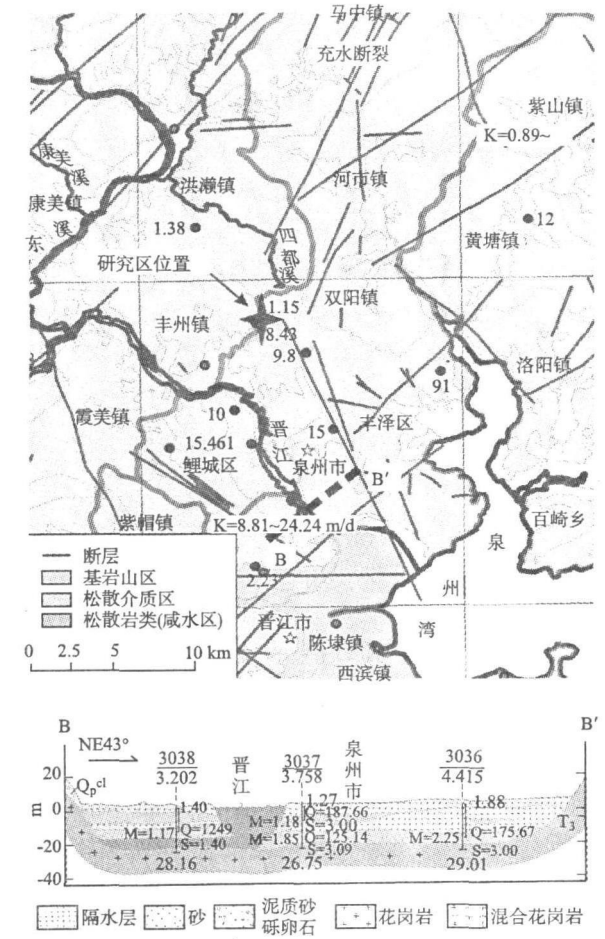 马中镇
充水断裂
紫山镇
K=0.89~
康美溪
洪濑镇
河市镇
康美镇
12
东溪
1.38
四都溪
黄塘镇
研究区位置
1.15
双阳镇
丰州镇
8.43
9.8
洛阳镇
91
霞美镇
10
晋江
15
丰泽区
15.461
鲤城区
泉州市
B′
紫帽镇
K=8.81~24.24 m/d
百崎乡
泉州湾
B
2.23
断层
基岩山区
松散介质区
松散岩类(咸水区)
晋江市
陈埭镇
西滨镇
0 2.5 5 10 km
B
B′
NE43°
3038
3.202
晋江
3037
3.758
泉州市
3036
4.415
m
20
0
-20
-40
Qpcl
1.40
1.27
1.88
M=1.17
Q=1249
S=1.40
M=1.18
Q=187.66
S=3.00
M=1.85
Q=125.14
S=3.09
M=2.25
Q=175.67
S=3.00
T3
28.16
26.75
29.01
隔水层
砂
泥质砂砾卵石
花岗岩
混合花岗岩